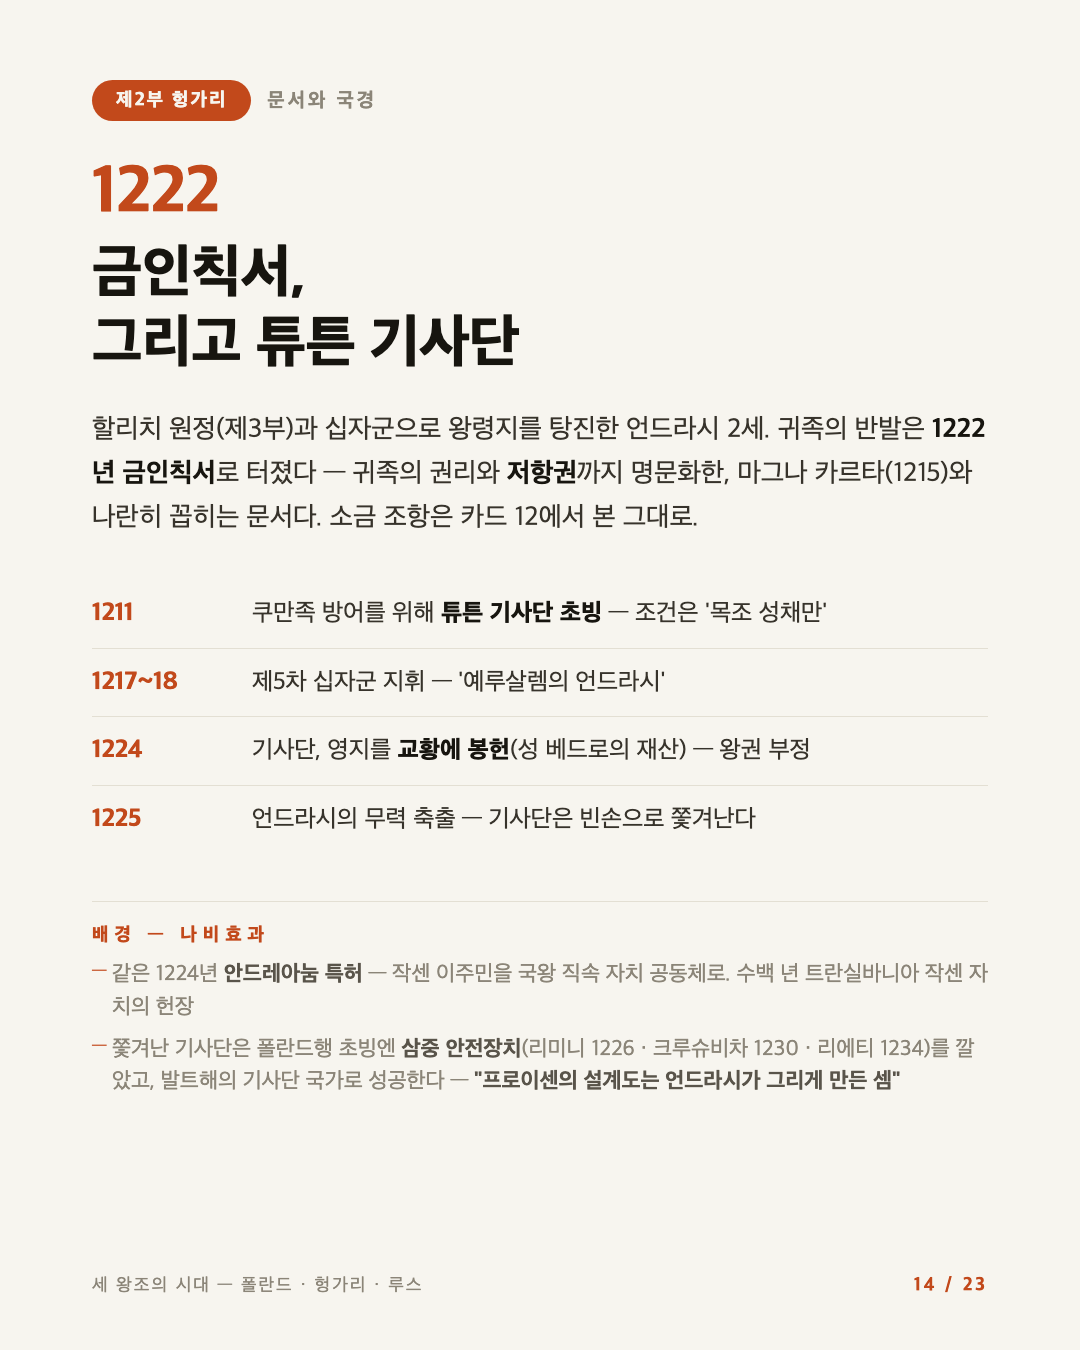 제2부 헝가리 문서와 국경
1222
금인칙서,
그리고 튜튼 기사단
할리치 원정(제3부)과 십자군으로 왕령지를 탕진한 언드라시 2세. 귀족의 반발은 1222
년 금인칙서로 터졌다 — 귀족의 권리와 저항권까지 명문화한, 마그나 카르타(1215)와
나란히 꼽히는 문서다. 소금 조항은 카드 12에서 본 그대로.
1211 쿠만족 방어를 위해 튜튼 기사단 초빙 — 조건은 '목조 성채만'
1217~18 제5차 십자군 지휘 — '예루살렘의 언드라시'
1224 기사단, 영지를 교황에 봉헌(성 베드로의 재산) — 왕권 부정
1225 언드라시의 무력 축출 — 기사단은 빈손으로 쫓겨난다
배경 — 나비효과
— 같은 1224년 안드레아눔 특허 — 작센 이주민을 국왕 직속 자치 공동체로. 수백 년 트란실바니아 작센 자
치의 헌장
— 쫓겨난 기사단은 폴란드행 초빙엔 삼중 안전장치(리미니 1226 · 크루슈비차 1230 · 리에티 1234)를 깔
았고, 발트해의 기사단 국가로 성공한다 — "프로이센의 설계도는 언드라시가 그리게 만든 셈"
세 왕조의 시대 — 폴란드 · 헝가리 · 루스
14 / 23